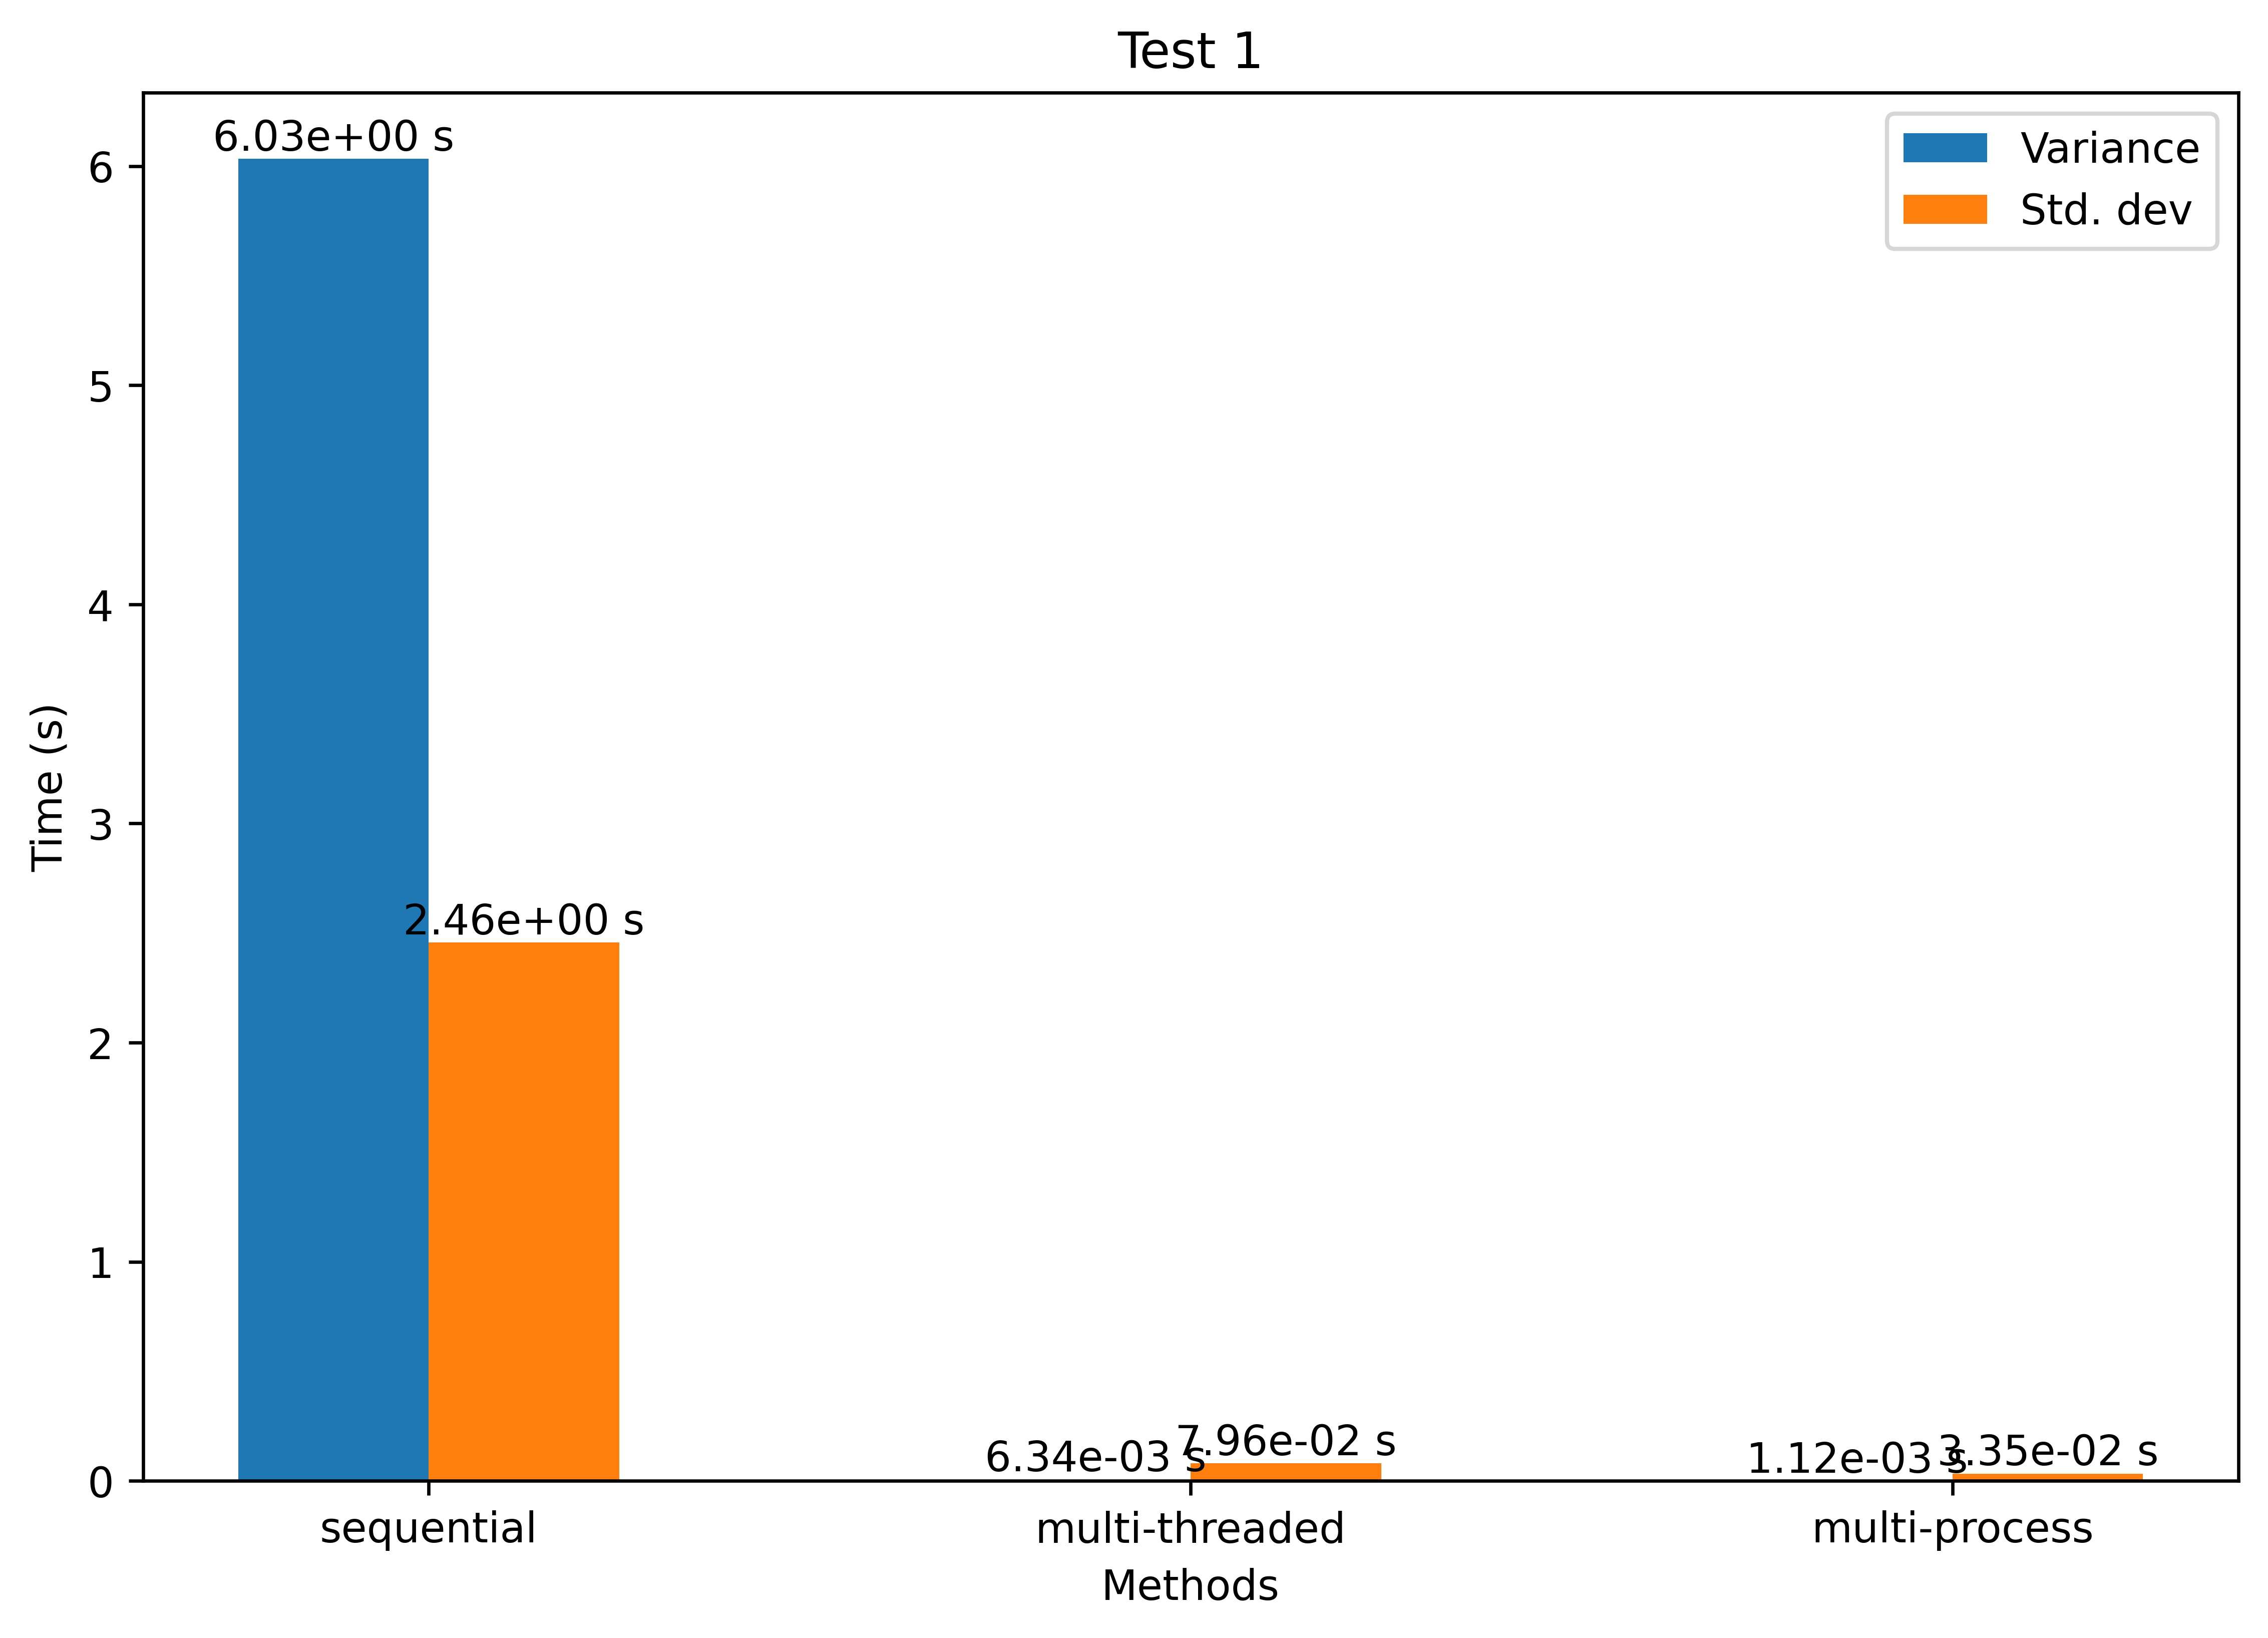 Test 1
Variance
Std. dev
6.03e+00 s
2.46e+00 s
6.34e-03 s
7.96e-02 s
1.12e-03 s
3.35e-02 s
Time (s)
6
5
4
3
2
1
0
sequential
multi-threaded
multi-process
Methods